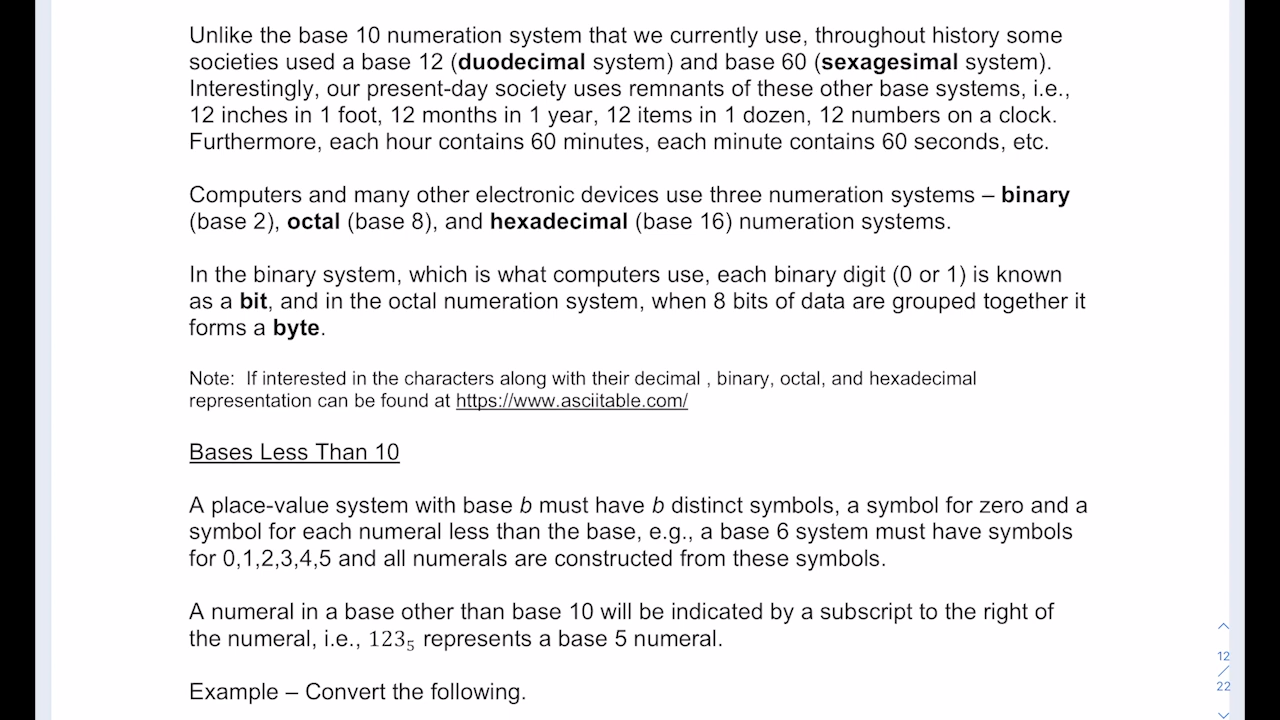 Unlike the base 10 numeration system that we currently use, throughout history some
societies used a base 12 (duodecimal system) and base 60 (sexagesimal system).
Interestingly, our present-day society uses remnants of these other base systems, i.e.,
12 inches in 1 foot, 12 months in 1 year, 12 items in 1 dozen, 12 numbers on a clock.
Furthermore, each hour contains 60 minutes, each minute contains 60 seconds, etc.
Computers and many other electronic devices use three numeration systems – binary
(base 2), octal (base 8), and hexadecimal (base 16) numeration systems.
In the binary system, which is what computers use, each binary digit (0 or 1) is known
as a bit, and in the octal numeration system, when 8 bits of data are grouped together it
forms a byte.
Note:  If interested in the characters along with their decimal , binary, octal, and hexadecimal
representation can be found at https://www.asciitable.com/
Bases Less Than 10
A place-value system with base b must have b distinct symbols, a symbol for zero and a
symbol for each numeral less than the base, e.g., a base 6 system must have symbols
for 0,1,2,3,4,5 and all numerals are constructed from these symbols.
A numeral in a base other than base 10 will be indicated by a subscript to the right of
the numeral, i.e., 123₅ represents a base 5 numeral.
Example – Convert the following.
12
/
22